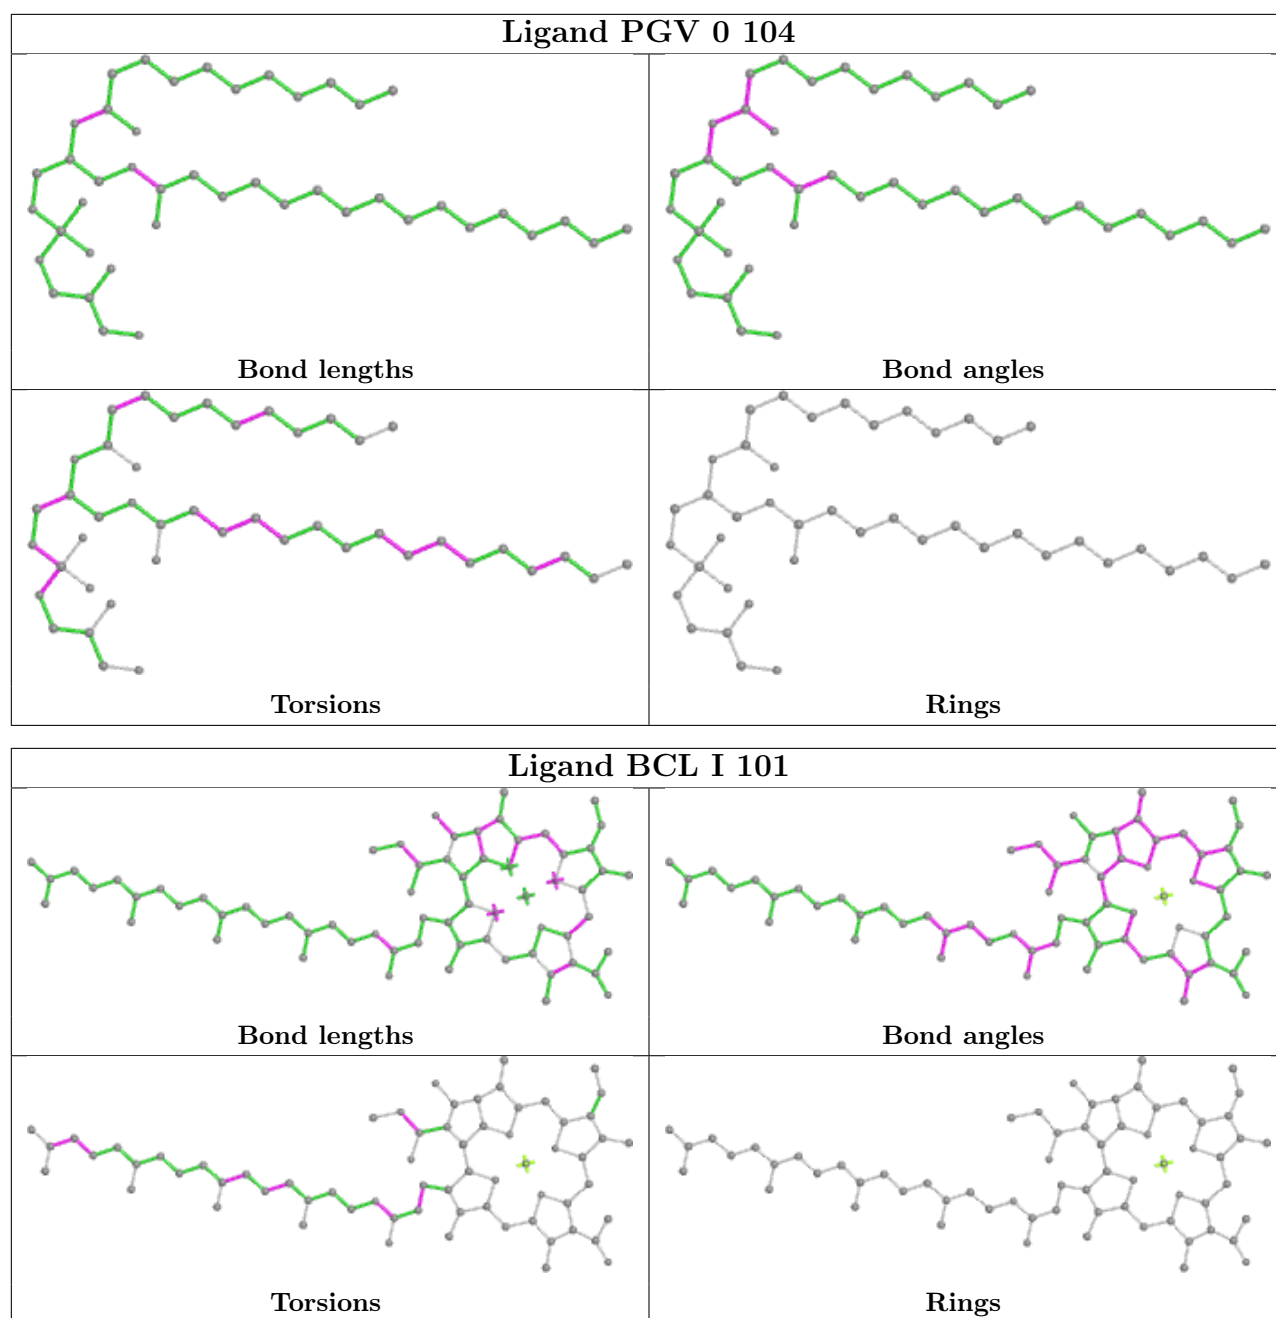 Ligand PGV 0 104
Bond lengths
Bond angles
Torsions
Rings
Ligand BCL I 101
Bond lengths
Bond angles
Torsions
Rings